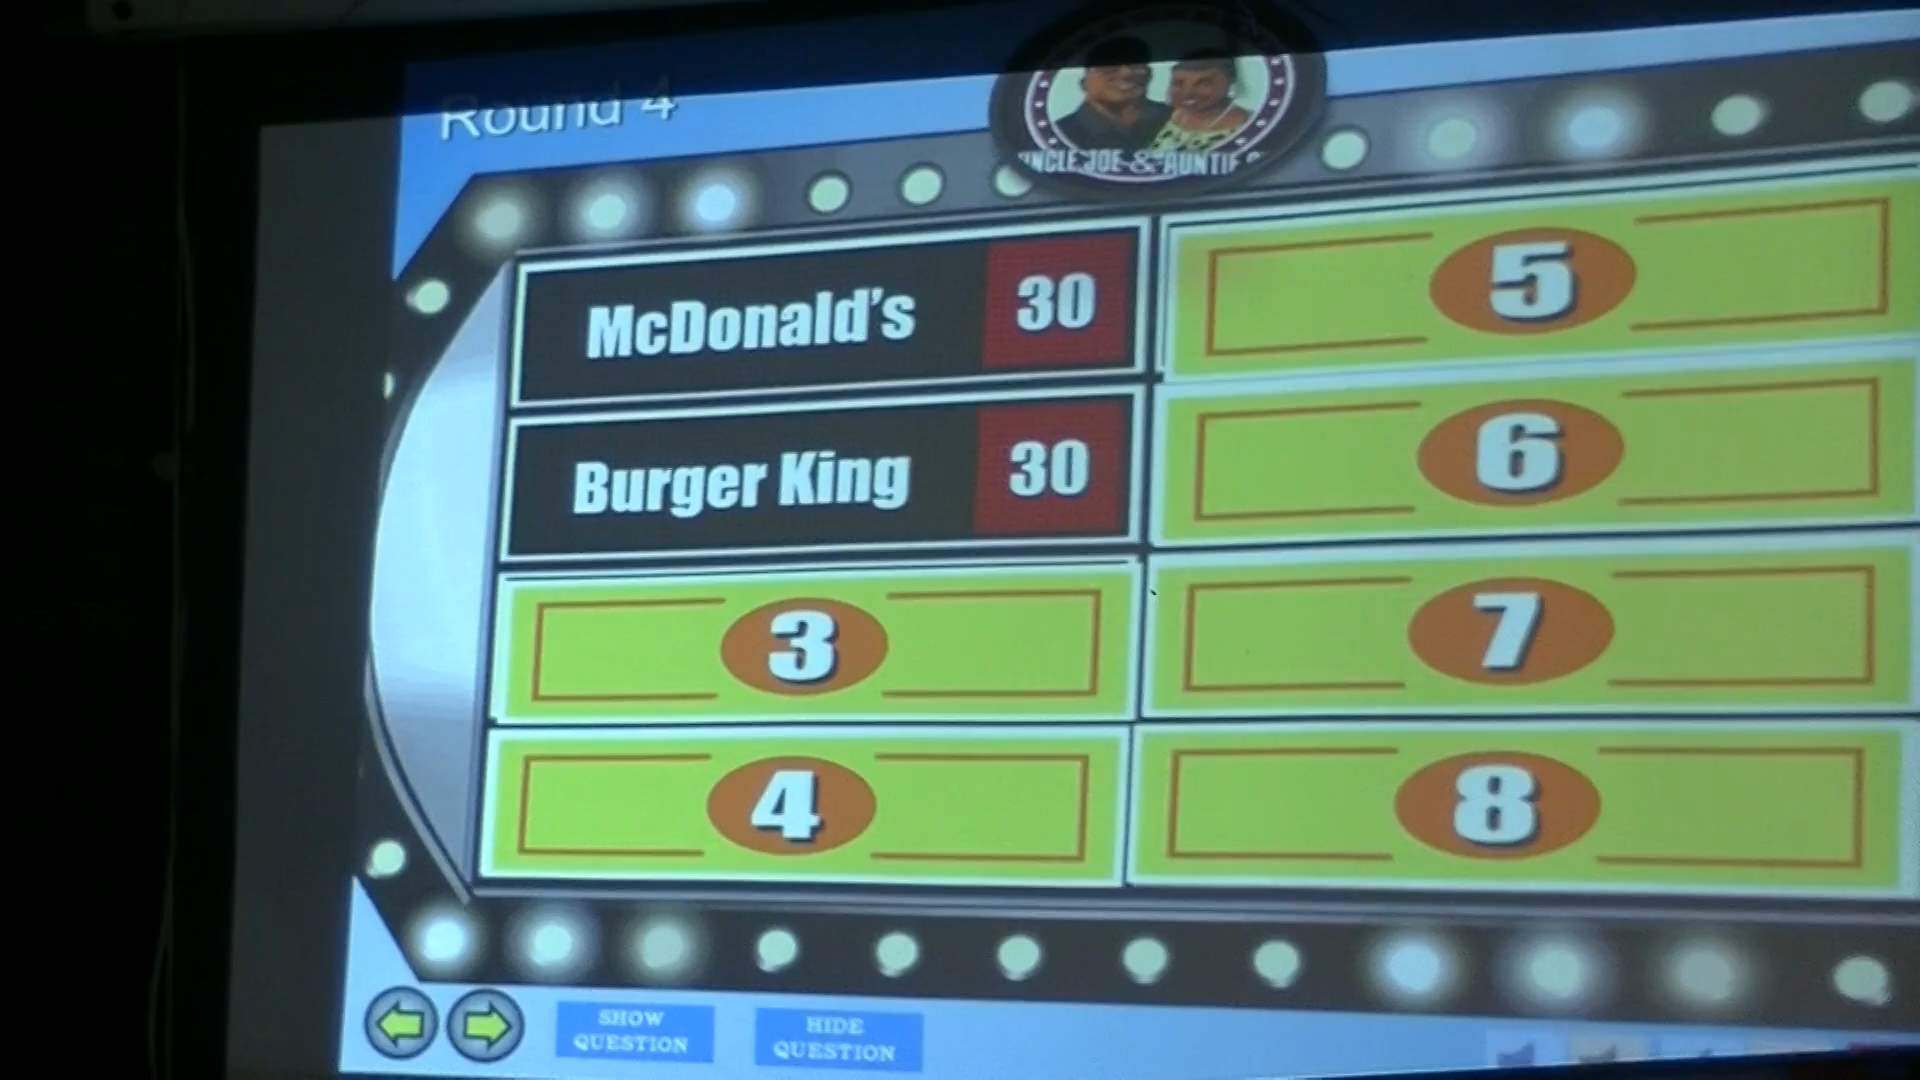 Round 4
UNCLE JOE & AUNTIE
McDonald's 30
Burger King 30
3
4
5
6
7
8
SHOW QUESTION
HIDE QUESTION